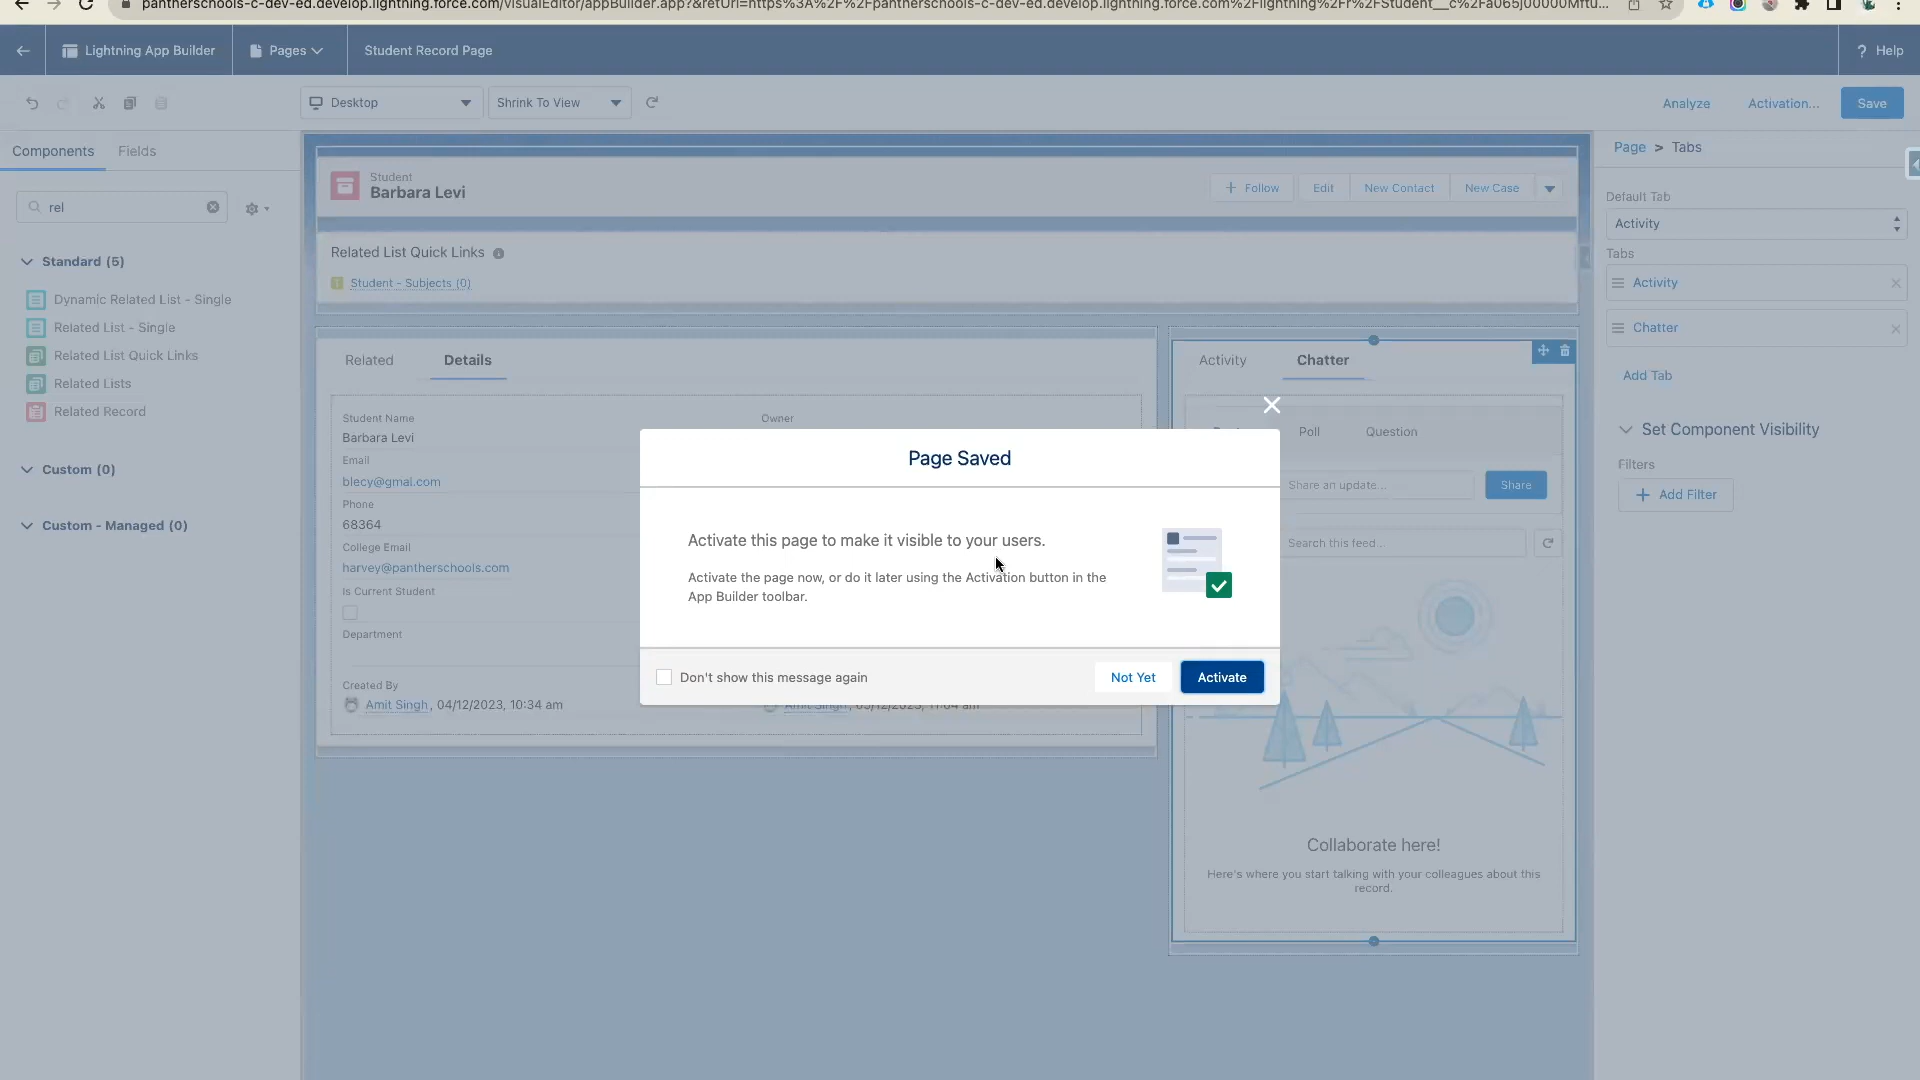 pantherschools-c-dev-ed.develop.lightning.force.com/visualEditor/appBuilder.app?&retUrl=https%3A%2F%2Fpantherschools-c-dev-ed.develop.lightning.force.com%2Flightning%2Fr%2FStudent__c%2Fa065j00000Mftu...
Lightning App Builder
Pages
Student Record Page
? Help
Desktop
Shrink To View
Analyze
Activation...
Save
Components
Fields
rel
Standard (5)
Dynamic Related List - Single
Related List - Single
Related List Quick Links
Related Lists
Related Record
Custom (0)
Custom - Managed (0)
Student
Barbara Levi
Follow
Edit
New Contact
New Case
Related List Quick Links
Student - Subjects (0)
Related
Details
Student Name
Barbara Levi
Owner
Email
blecy@gmal.com
Phone
68364
College Email
harvey@pantherschools.com
Is Current Student
Department
Created By
Amit Singh, 04/12/2023, 10:34 am
Amit Singh,
Activity
Chatter
Poll
Question
Share an update...
Share
Search this feed...
Collaborate here!
Here's where you start talking with your colleagues about this
record.
Page Saved
Activate this page to make it visible to your users.
Activate the page now, or do it later using the Activation button in the
App Builder toolbar.
Don't show this message again
Not Yet
Activate
Page > Tabs
Default Tab
Activity
Tabs
Activity
Chatter
Add Tab
Set Component Visibility
Filters
Add Filter